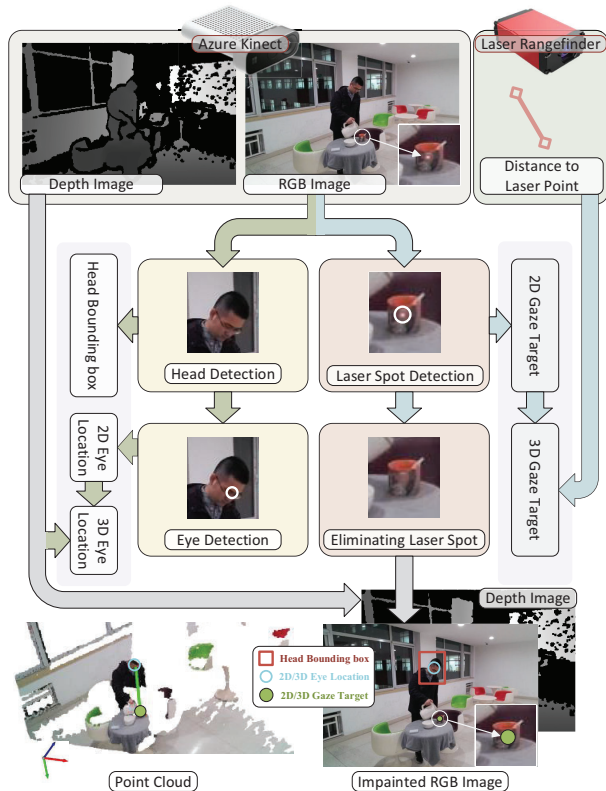 Azure Kinect
Laser Rangefinder
Depth Image
RGB Image
Distance to
Laser Point
Head Bounding box
Head Detection
Laser Spot Detection
2D Gaze Target
2D Eye
Location
3D Eye
Location
Eye Detection
Eliminating Laser Spot
3D Gaze Target
Depth Image
Head Bounding box
2D/3D Eye Location
2D/3D Gaze Target
Point Cloud
Impainted RGB Image